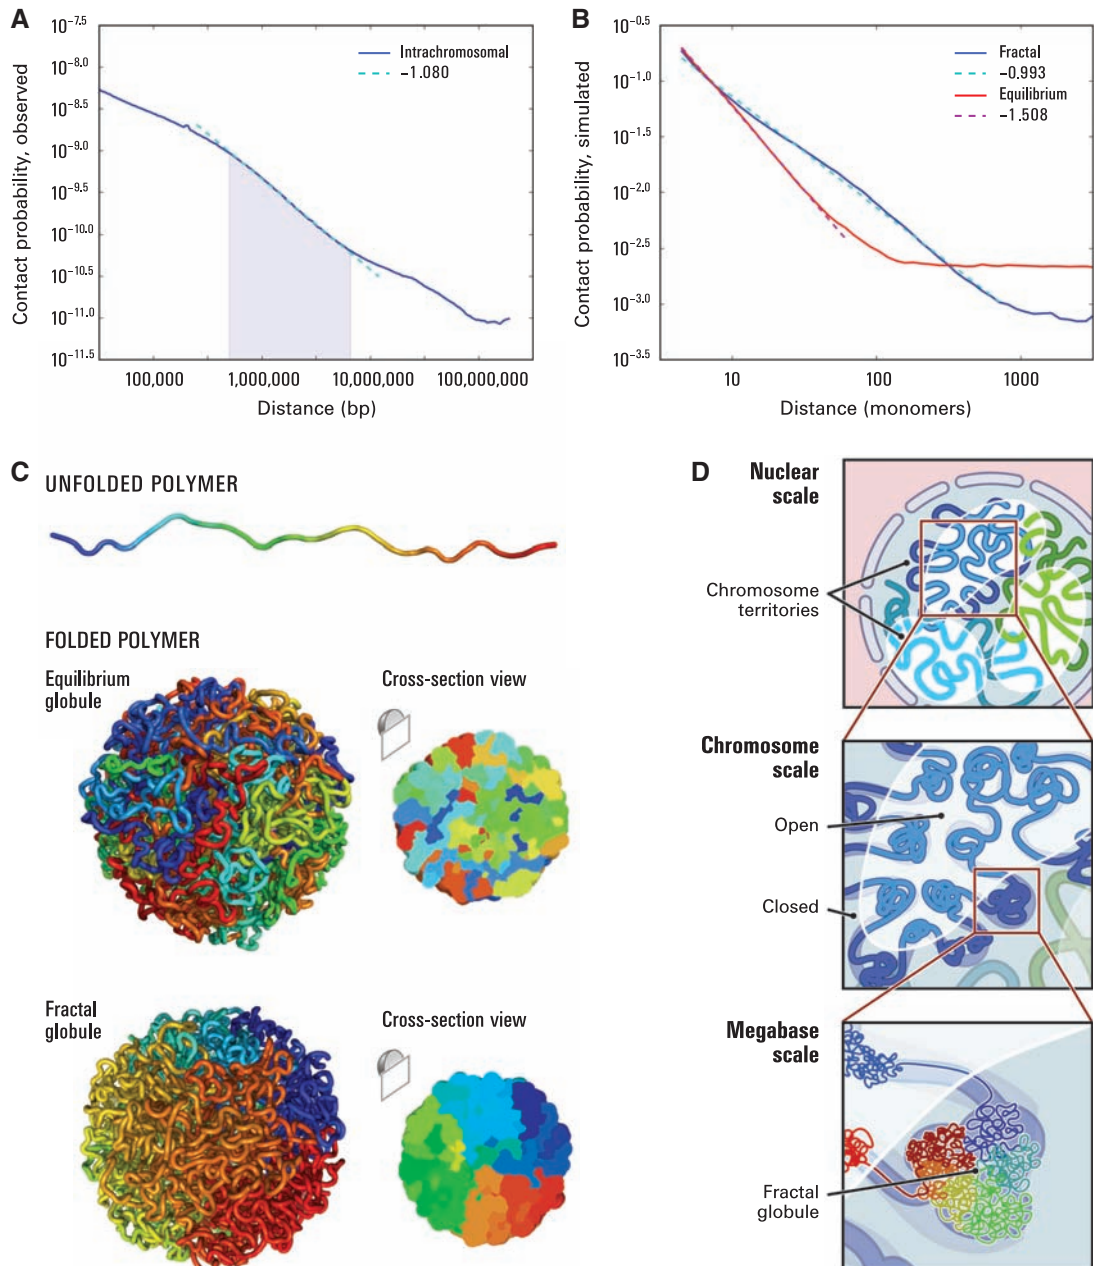 A
10^−7.5
10^−8.0
10^−8.5
10^−9.0
10^−9.5
10^−10.0
10^−10.5
10^−11.0
10^−11.5
Contact probability, observed
Intrachromosomal
−1.080
100,000
1,000,000
10,000,000
100,000,000
Distance (bp)
B
10^−0.5
10^−1.0
10^−1.5
10^−2.0
10^−2.5
10^−3.0
10^−3.5
Contact probability, simulated
Fractal
−0.993
Equilibrium
−1.508
10
100
1000
Distance (monomers)
C
UNFOLDED POLYMER
FOLDED POLYMER
Equilibrium
globule
Cross-section view
Fractal
globule
Cross-section view
D
Nuclear
scale
Chromosome
territories
Chromosome
scale
Open
Closed
Megabase
scale
Fractal
globule